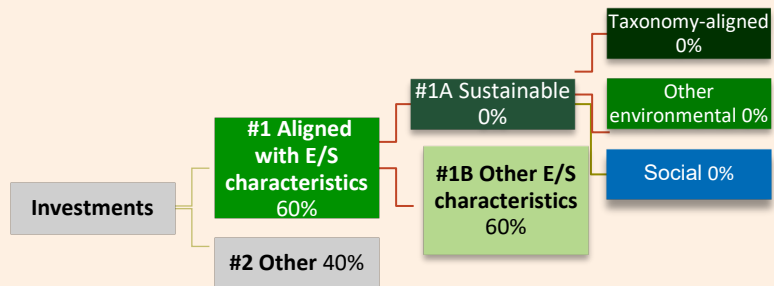 Taxonomy-aligned
0%
#1A Sustainable
0%
Other
environmental 0%
#1 Aligned
with E/S
characteristics
60%
#1B Other E/S
characteristics
60%
Social 0%
Investments
#2 Other 40%